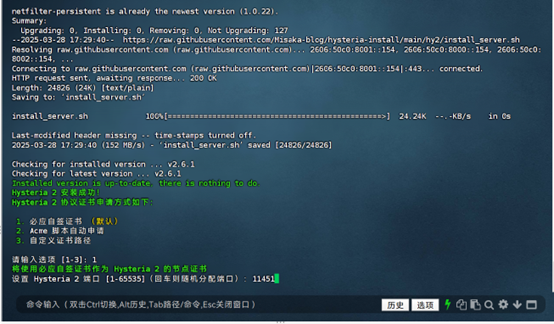 netfilter-persistent is already the newest version (1.0.22).
Summary:
Upgrading: 0, Installing: 0, Removing: 0, Not Upgrading: 127
--2025-03-28 17:29:40-- https://raw.githubusercontent.com/Misaka-blog/hysteria-install/main/hy2/install_server.sh
Resolving raw.githubusercontent.com (raw.githubusercontent.com)... 2606:50c0:8001::154, 2606:50c0:8003::154, 2606:50c0:
8002::154, ...
Connecting to raw.githubusercontent.com (raw.githubusercontent.com)|2606:50c0:8001::154|:443... connected.
HTTP request sent, awaiting response... 200 OK
Length: 24826 (24K) [text/plain]
Saving to: ‘install_server.sh’
install_server.sh 100%[================================================>] 24.24K --.-KB/s in 0s
Last-modified header missing -- time-stamps turned off.
2025-03-28 17:29:40 (152 MB/s) - ‘install_server.sh’ saved [24826/24826]
Checking for installed version ... v2.6.1
Checking for latest version ... v2.6.1
Installed version is up-to-date, there is nothing to do.
Hysteria 2 安装成功!
Hysteria 2 协议证书申请方式如下:
1. 必应自签证书 (默认)
2. Acme 脚本自动申请
3. 自定义证书路径
请输入选项 [1-3]: 1
将使用必应自签证书作为 Hysteria 2 的节点证书
设置 Hysteria 2 端口 [1-65535]（回车则随机分配端口）: 11451
命令输入 (双击Ctrl切换,Alt历史,Tab路径/命令,Esc关闭窗口)
历史
选项